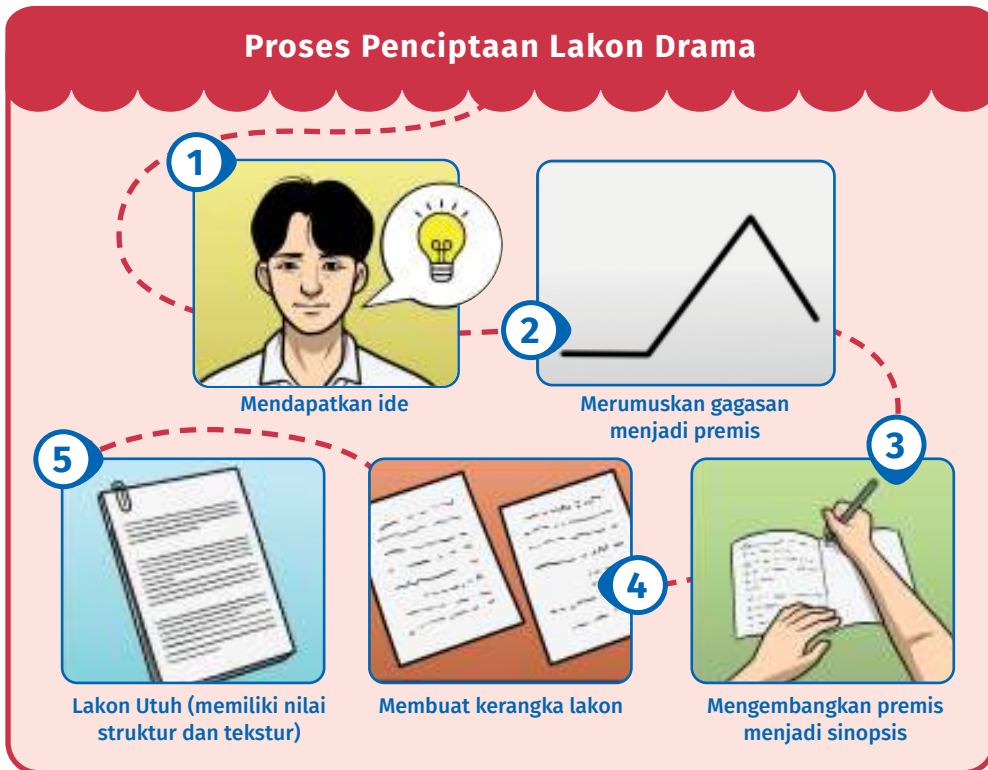 Proses Penciptaan Lakon Drama
1
Mendapatkan ide
2
Merumuskan gagasan
menjadi premis
3
Mengembangkan premis
menjadi sinopsis
4
Membuat kerangka lakon
5
Lakon Utuh (memiliki nilai
struktur dan tekstur)